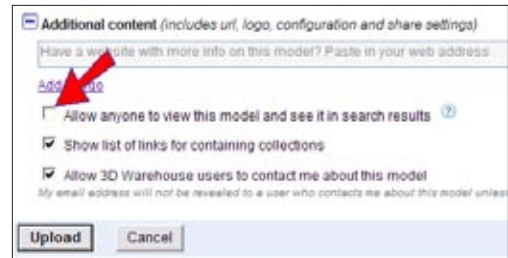 Additional content (includes url, logo, configuration and share settings)
Have a website with more info on this model? Paste in your web address
Add
Allow anyone to view this model and see it in search results
Show list of links for containing collections
Allow 3D Warehouse users to contact me about this model
My email address will not be revealed to a user who contacts me about this model unless
Upload Cancel